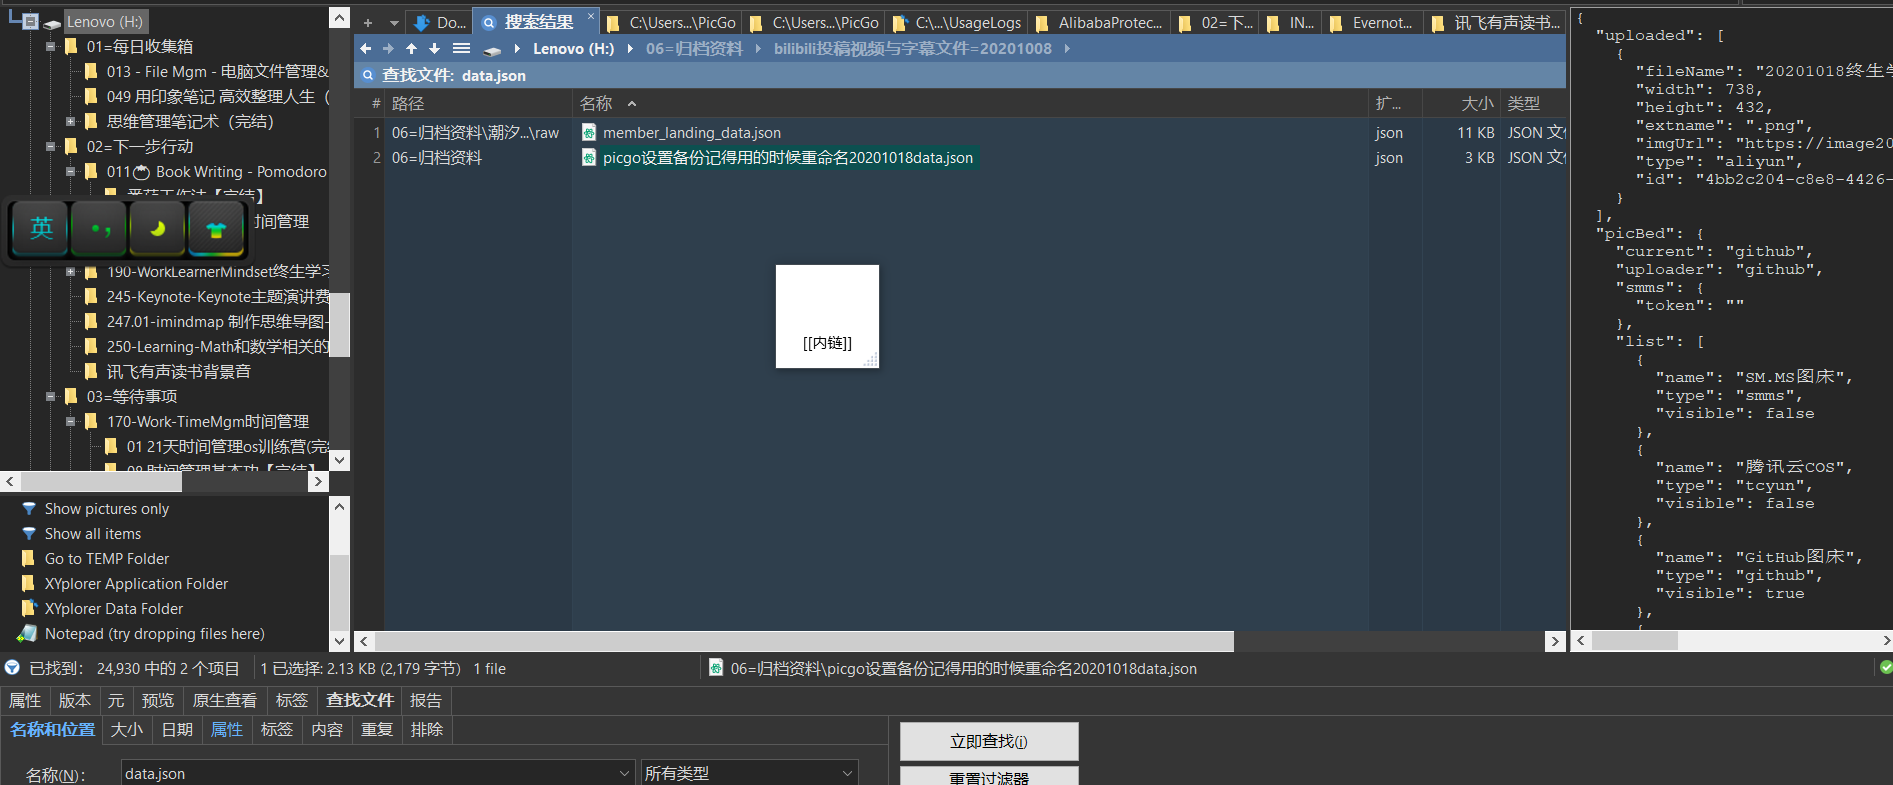 Lenovo (H:)
01=每日收集箱
013 - File Mgm - 电脑文件管理&
049 用印象笔记 高效整理人生（
思维管理笔记术（完结）
02=下一步行动
011 Book Writing - Pomodoro
时间管理
190-WorkLearnerMindset终生学习
245-Keynote-Keynote主题演讲费
247.01-imindmap 制作思维导图-
250-Learning-Math和数学相关的
讯飞有声读书背景音
03=等待事项
170-Work-TimeMgm时间管理
01 21天时间管理os训练营(完结
英
Show pictures only
Show all items
Go to TEMP Folder
XYplorer Application Folder
XYplorer Data Folder
Notepad (try dropping files here)
Do...
搜索结果
C:\Users...\PicGo
C:\Users...\PicGo
C:\...\UsageLogs
AlibabaProtec...
02=下...
IN...
Evernot...
讯飞有声读书...
Lenovo (H:)
06=归档资料
bilibili投稿视频与字幕文件=20201008
查找文件: data.json
# 路径 名称 扩... 大小 类型
1 06=归档资料\潮汐...\raw member_landing_data.json json 11 KB JSON 文
2 06=归档资料 picgo设置备份记得用的时候重命名20201018data.json json 3 KB JSON 文
[[内链]]
{
"uploaded": [
{
"fileName": "20201018终生学
"width": 738,
"height": 432,
"extname": ".png",
"imgUrl": "https://image20
"type": "aliyun",
"id": "4bb2c204-c8e8-4426-
}
],
"picBed": {
"current": "github",
"uploader": "github",
"smms": {
"token": ""
},
"list": [
{
"name": "SM.MS图床",
"type": "smms",
"visible": false
},
{
"name": "腾讯云COS",
"type": "tcyun",
"visible": false
},
{
"name": "GitHub图床",
"type": "github",
"visible": true
},
{
已找到： 24,930 中的 2 个项目
1 已选择: 2.13 KB (2,179 字节) 1 file
06=归档资料\picgo设置备份记得用的时候重命名20201018data.json
属性 版本 元 预览 原生查看 标签 查找文件 报告
名称和位置 大小 日期 属性 标签 内容 重复 排除
名称(N)： data.json 所有类型
立即查找(i)
重置过滤器